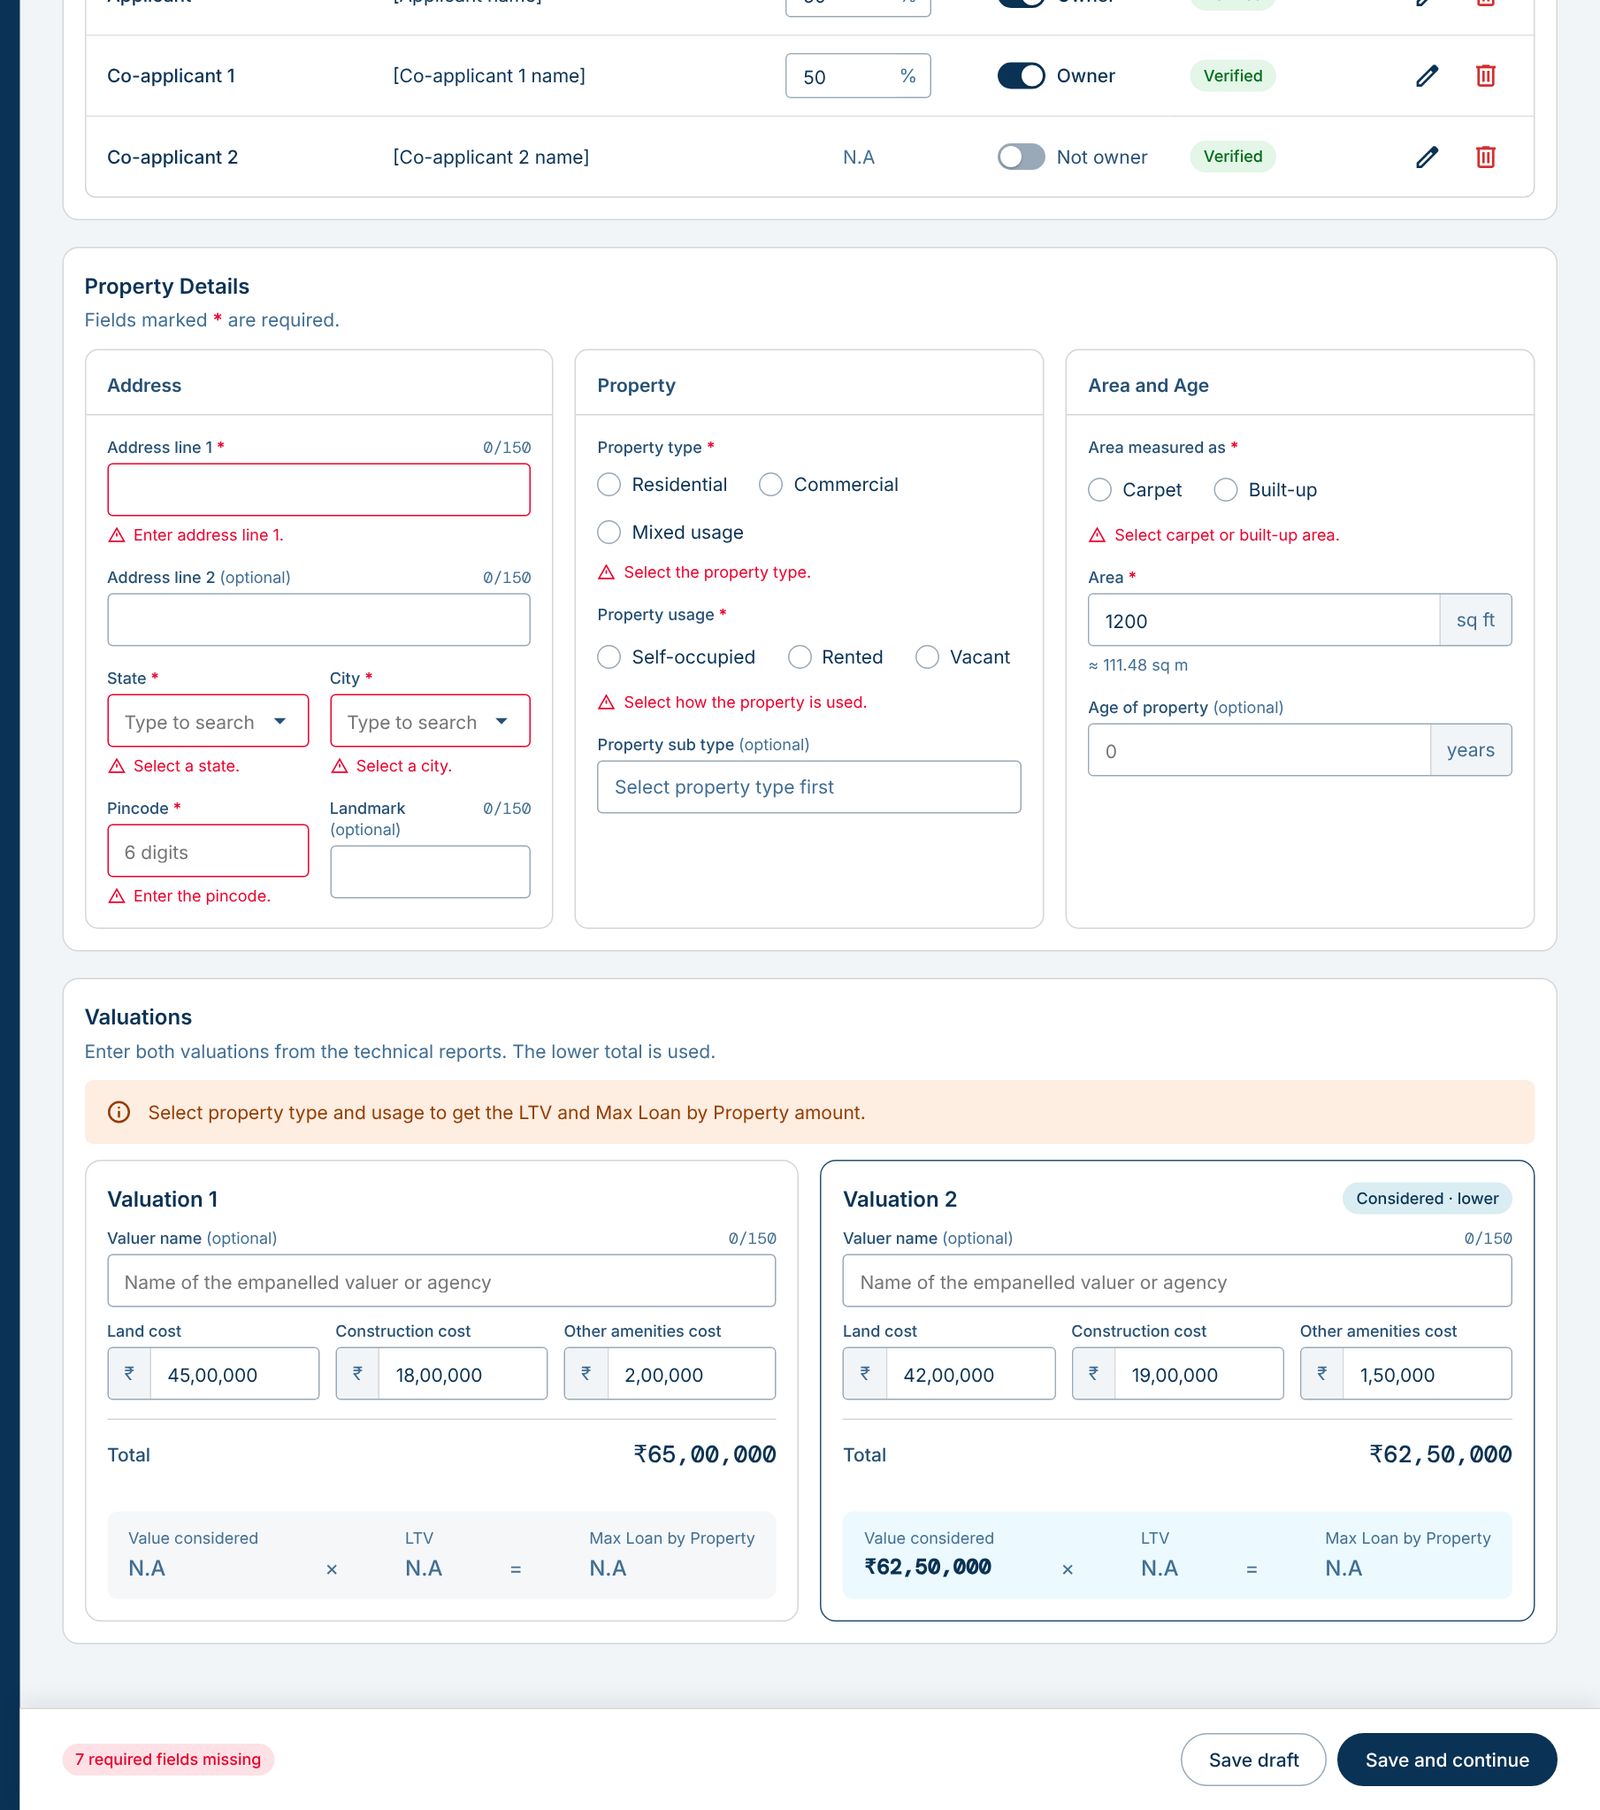 Applicant [Applicant name] 50 % Owner Verified
Co-applicant 1 [Co-applicant 1 name] 50 % Owner Verified
Co-applicant 2 [Co-applicant 2 name] N.A Not owner Verified
Property Details
Fields marked * are required.
Address
Address line 1 * 0/150
Enter address line 1.
Address line 2 (optional) 0/150
State * City *
Type to search Type to search
Select a state. Select a city.
Pincode * Landmark (optional) 0/150
6 digits
Enter the pincode.
Property
Property type *
Residential Commercial
Mixed usage
Select the property type.
Property usage *
Self-occupied Rented Vacant
Select how the property is used.
Property sub type (optional)
Select property type first
Area and Age
Area measured as *
Carpet Built-up
Select carpet or built-up area.
Area *
1200 sq ft
≈ 111.48 sq m
Age of property (optional)
0 years
Valuations
Enter both valuations from the technical reports. The lower total is used.
Select property type and usage to get the LTV and Max Loan by Property amount.
Valuation 1
Valuer name (optional) 0/150
Name of the empanelled valuer or agency
Land cost Construction cost Other amenities cost
₹ 45,00,000 ₹ 18,00,000 ₹ 2,00,000
Total ₹65,00,000
Value considered LTV Max Loan by Property
N.A × N.A = N.A
Valuation 2 Considered · lower
Valuer name (optional) 0/150
Name of the empanelled valuer or agency
Land cost Construction cost Other amenities cost
₹ 42,00,000 ₹ 19,00,000 ₹ 1,50,000
Total ₹62,50,000
Value considered LTV Max Loan by Property
₹62,50,000 × N.A = N.A
7 required fields missing Save draft Save and continue